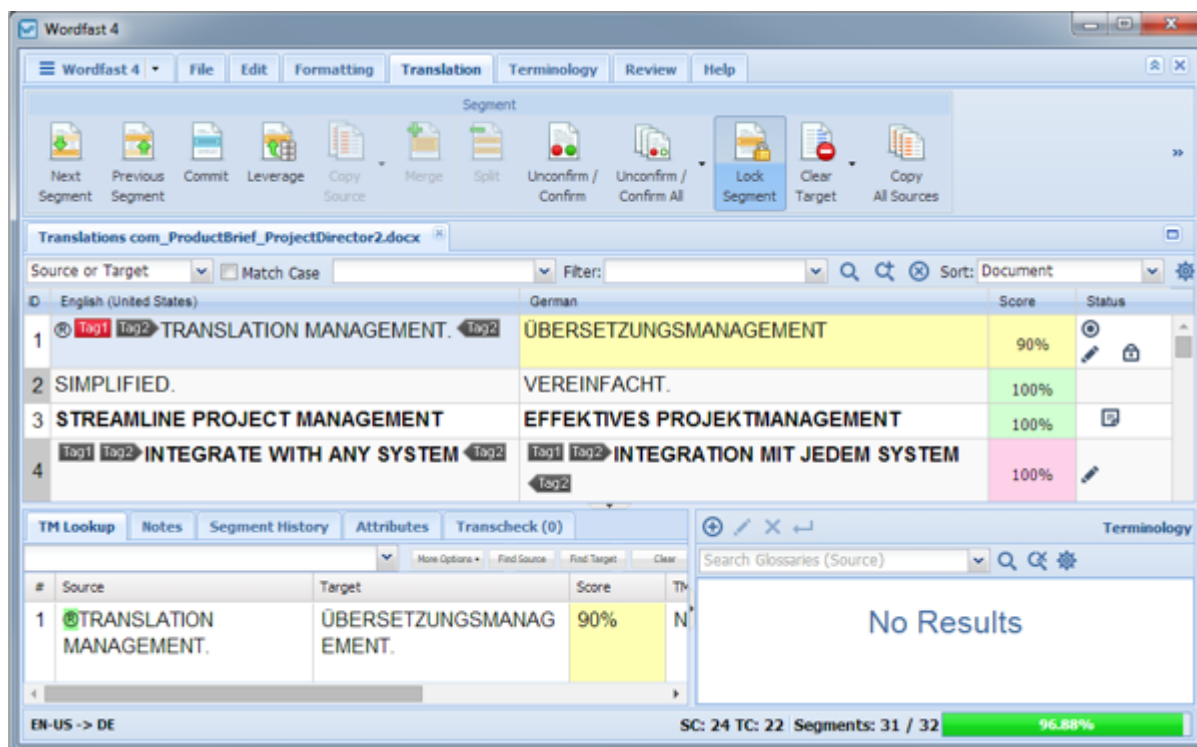 Wordfast 4
Wordfast 4 File Edit Formatting Translation Terminology Review Help
Segment
Next Segment
Previous Segment
Commit
Leverage
Copy Source
Merge
Split
Unconfirm / Confirm
Unconfirm / Confirm All
Lock Segment
Clear Target
Copy All Sources
Translations com_ProductBrief_ProjectDirector2.docx
Source or Target Match Case Filter: Sort: Document
ID English (United States) German Score Status
1 ® Tag1 Tag2 TRANSLATION MANAGEMENT. Tag2 ÜBERSETZUNGSMANAGEMENT 90%
2 SIMPLIFIED. VEREINFACHT. 100%
3 STREAMLINE PROJECT MANAGEMENT EFFEKTIVES PROJEKTMANAGEMENT 100%
4 Tag1 Tag2 INTEGRATE WITH ANY SYSTEM Tag2 Tag1 Tag2 INTEGRATION MIT JEDEM SYSTEM 100%
Tag2
TM Lookup Notes Segment History Attributes Transcheck (0)
More Options Find Source Find Target Clear
# Source Target Score TM
1 ®TRANSLATION ÜBERSETZUNGSMANAG 90% N
MANAGEMENT. EMENT.
Terminology
Search Glossaries (Source)
No Results
EN-US -> DE SC: 24 TC: 22 Segments: 31 / 32 96.88%